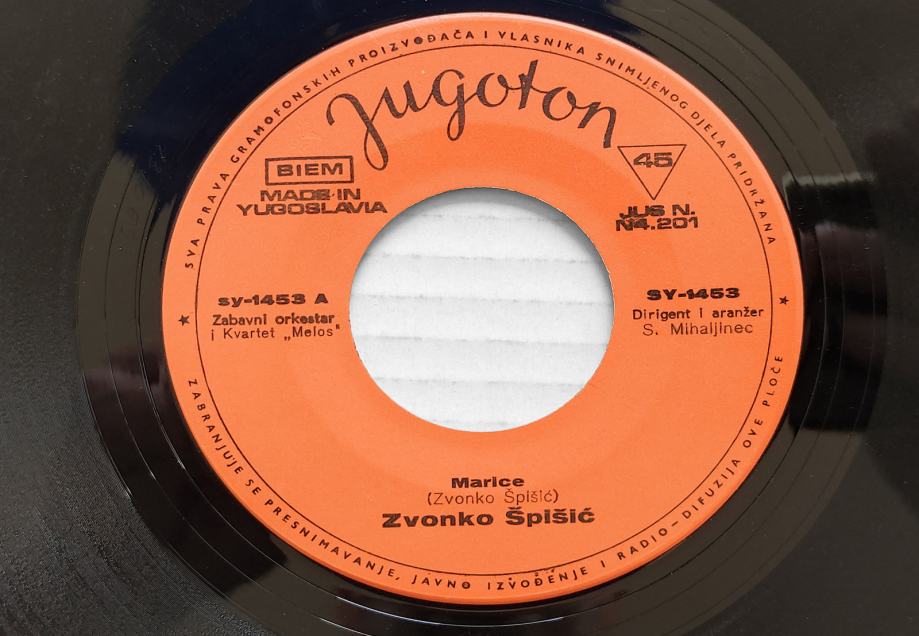 SVA PRAVA GRAMOFONSKIH PROIZVOĐAČA I VLASNIKA SNIMLJENOG DJELA PRIDRŽANA
Jugoton
BIEM
MADE IN
YUGOSLAVIA
45
JUS N.
N4.201
sy-1453 A
Zabavni orkestar
i Kvartet „Melos"
SY-1453
Dirigent i aranžer
S. Mihaljinec
Marice
(Zvonko Špišić)
Zvonko Špišić
ZABRANJUJE SE PRESNIMAVANJE, JAVNO IZVOĐENJE I RADIO-DIFUZIJA OVE PLOČE